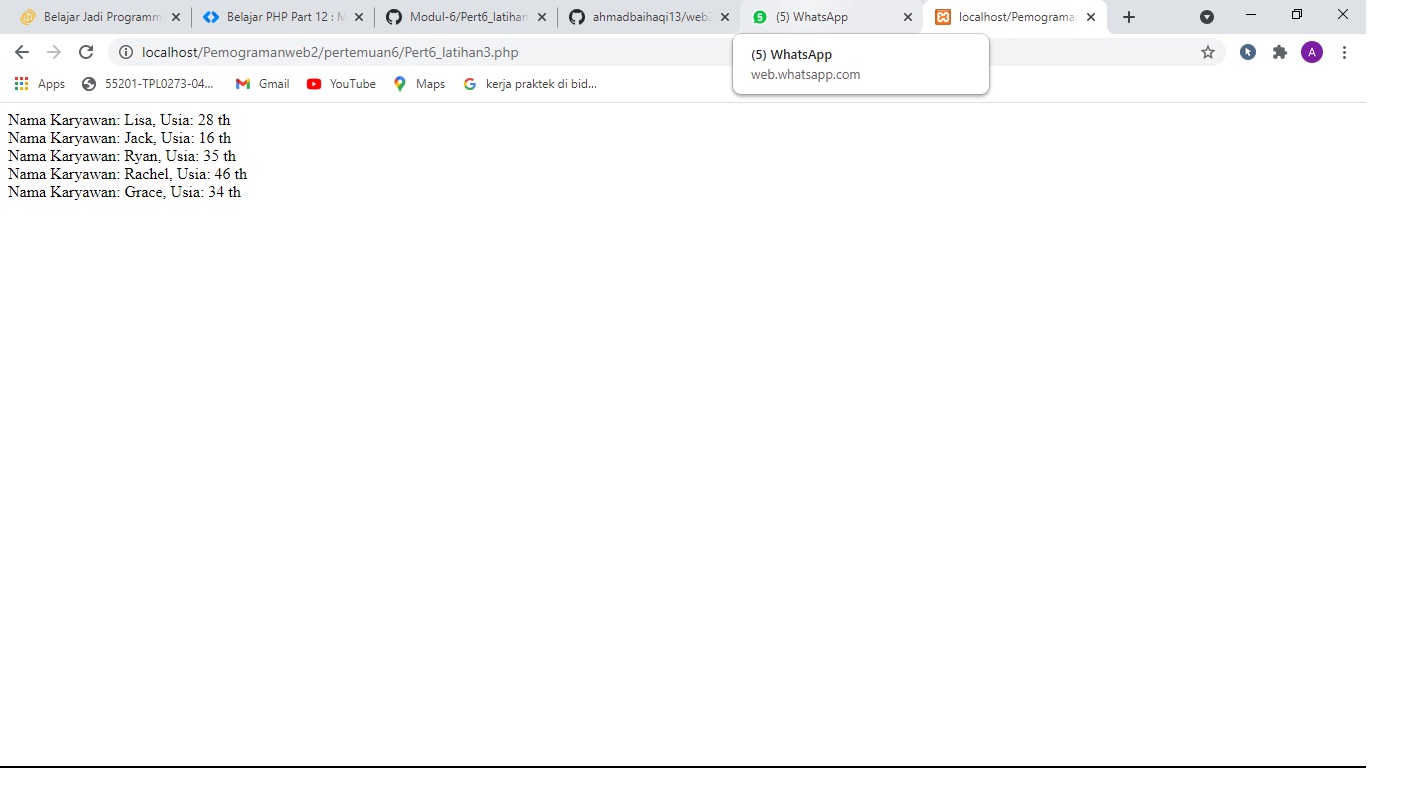 Belajar Jadi Programm
Belajar PHP Part 12 : M
Modul-6/Pert6_latihan
ahmadbaihaqi13/web2
(5) WhatsApp
localhost/Pemograman
localhost/Pemogramanweb2/pertemuan6/Pert6_latihan3.php
A
(5) WhatsApp
web.whatsapp.com
Apps
55201-TPL0273-04...
Gmail
YouTube
Maps
kerja praktek di bid...
Nama Karyawan: Lisa, Usia: 28 th
Nama Karyawan: Jack, Usia: 16 th
Nama Karyawan: Ryan, Usia: 35 th
Nama Karyawan: Rachel, Usia: 46 th
Nama Karyawan: Grace, Usia: 34 th